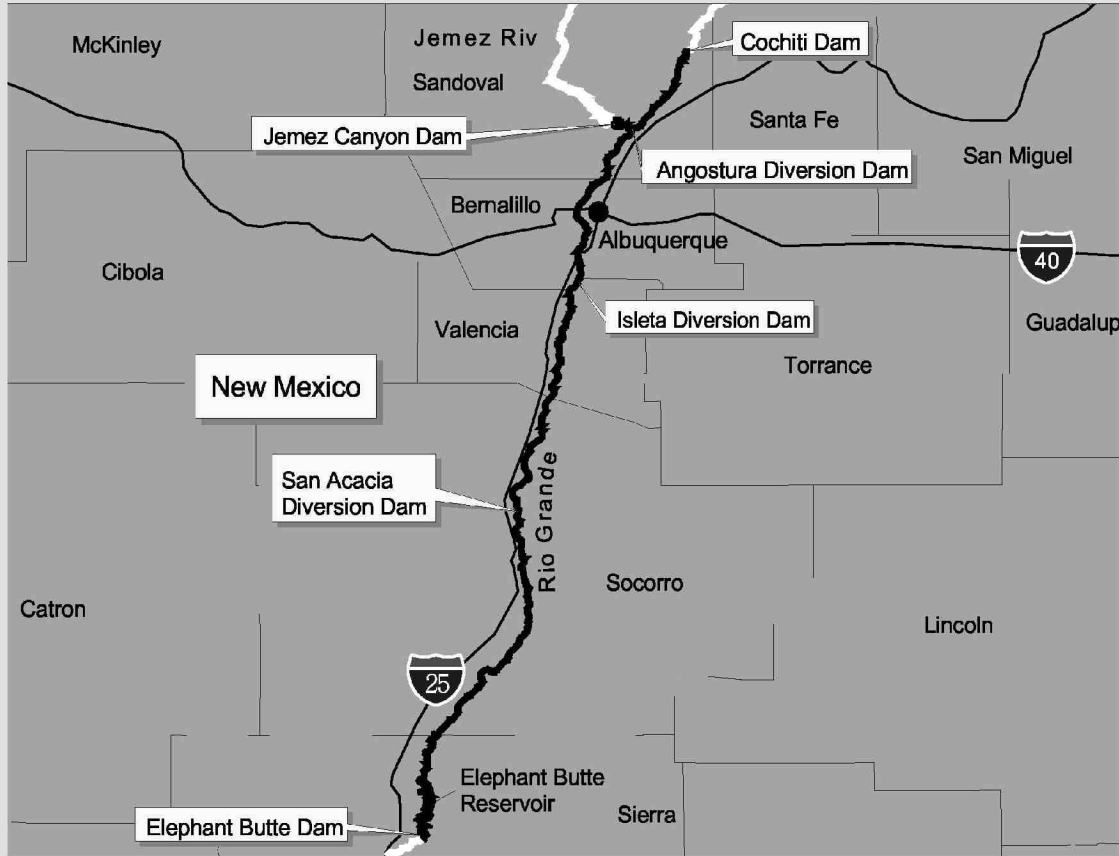 McKinley
Jemez Riv
Cochiti Dam
Sandoval
Jemez Canyon Dam
Santa Fe
San Miguel
Angostura Diversion Dam
Bernalillo
Albuquerque
40
Cibola
Isleta Diversion Dam
Guadalup
Valencia
Torrance
New Mexico
San Acacia
Diversion Dam
Rio Grande
Socorro
Catron
Lincoln
25
Elephant Butte
Reservoir
Sierra
Elephant Butte Dam